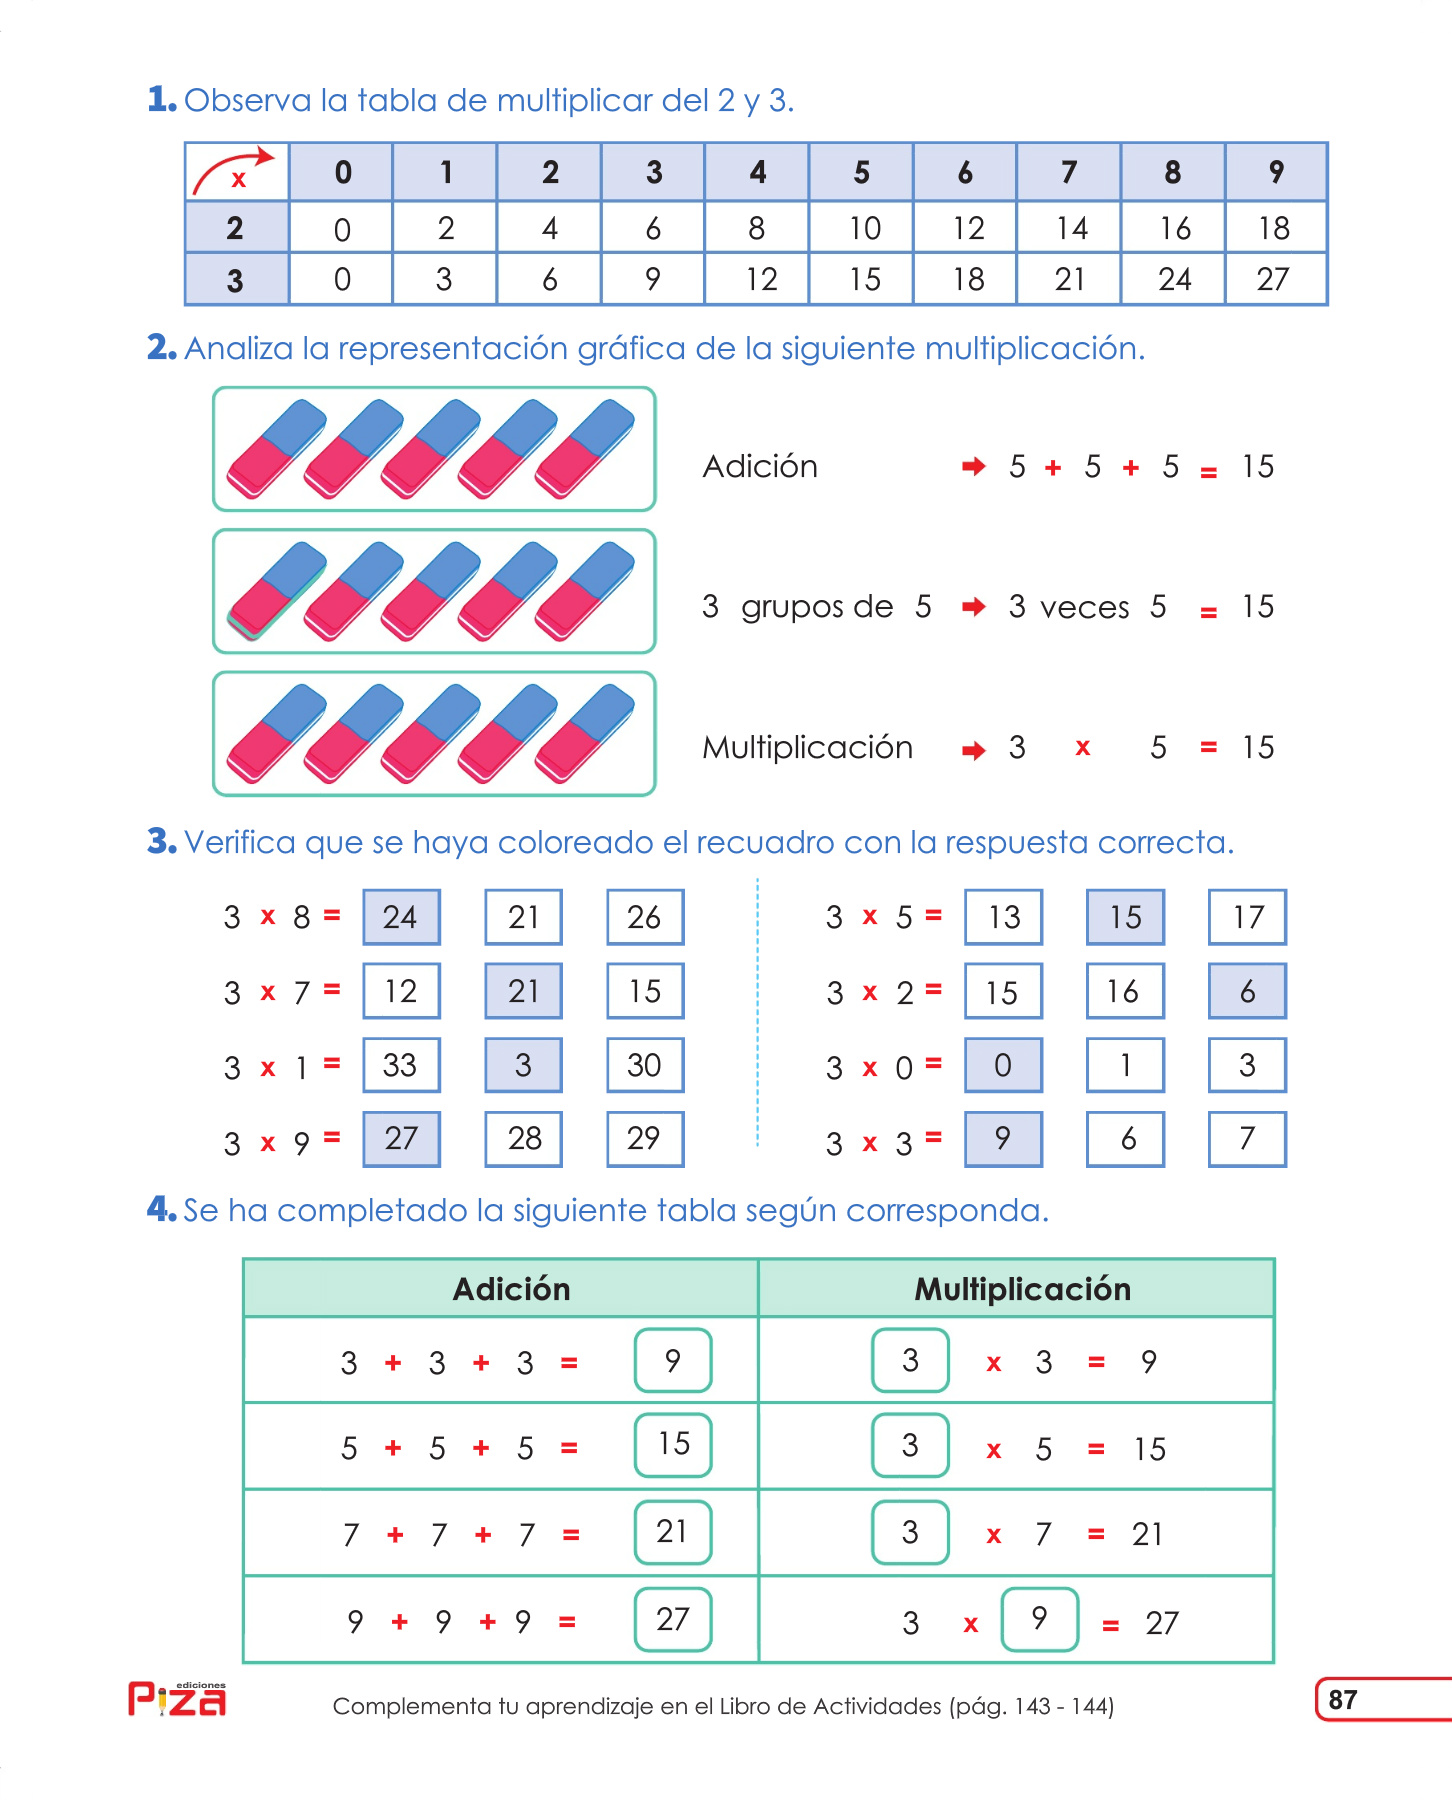 1. Observa la tabla de multiplicar del 2 y 3.
x 0 1 2 3 4 5 6 7 8 9
2 0 2 4 6 8 10 12 14 16 18
3 0 3 6 9 12 15 18 21 24 27
2. Analiza la representación gráfica de la siguiente multiplicación.
Adición 5 + 5 + 5 = 15
3 grupos de 5 3 veces 5 = 15
Multiplicación 3 x 5 = 15
3. Verifica que se haya coloreado el recuadro con la respuesta correcta.
3 x 8 = 24 21 26
3 x 7 = 12 21 15
3 x 1 = 33 3 30
3 x 9 = 27 28 29
3 x 5 = 13 15 17
3 x 2 = 15 16 6
3 x 0 = 0 1 3
3 x 3 = 9 6 7
4. Se ha completado la siguiente tabla según corresponda.
Adición Multiplicación
3 + 3 + 3 = 9 3 x 3 = 9
5 + 5 + 5 = 15 3 x 5 = 15
7 + 7 + 7 = 21 3 x 7 = 21
9 + 9 + 9 = 27 3 x 9 = 27
ediciones
Piza
Complementa tu aprendizaje en el Libro de Actividades (pág. 143 - 144)
87